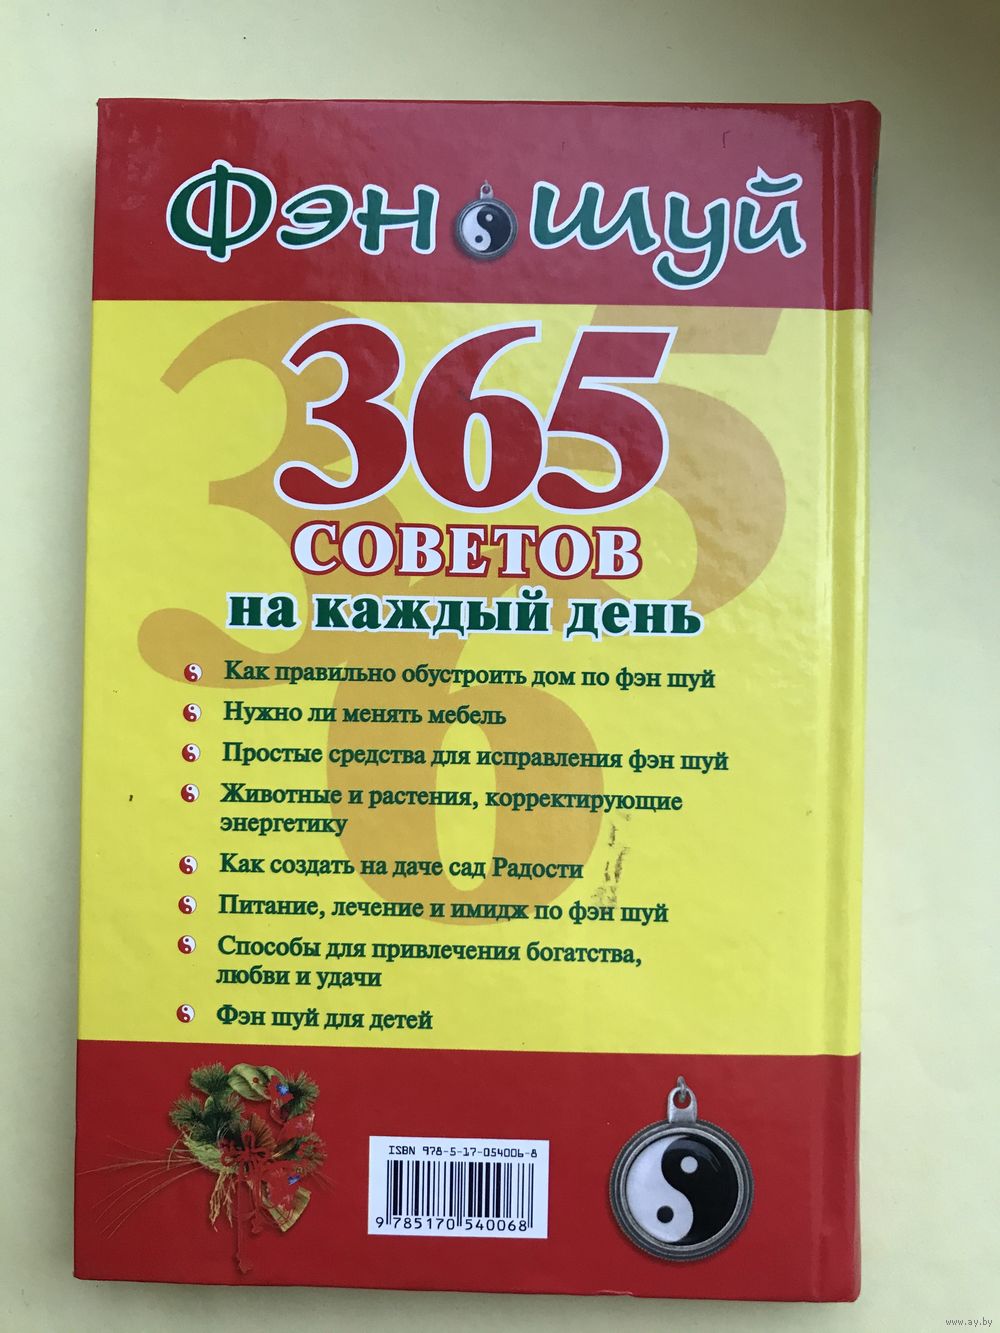 Фэн шуй
365
СОВЕТОВ
на каждый день
Как правильно обустроить дом по фэн шуй
Нужно ли менять мебель
Простые средства для исправления фэн шуй
Животные и растения, корректирующие
энергетику
Как создать на даче сад Радости
Питание, лечение и имидж по фэн шуй
Способы для привлечения богатства,
любви и удачи
Фэн шуй для детей
ISBN 978-5-17-054006-8
9 785170 540068
www.ay.by